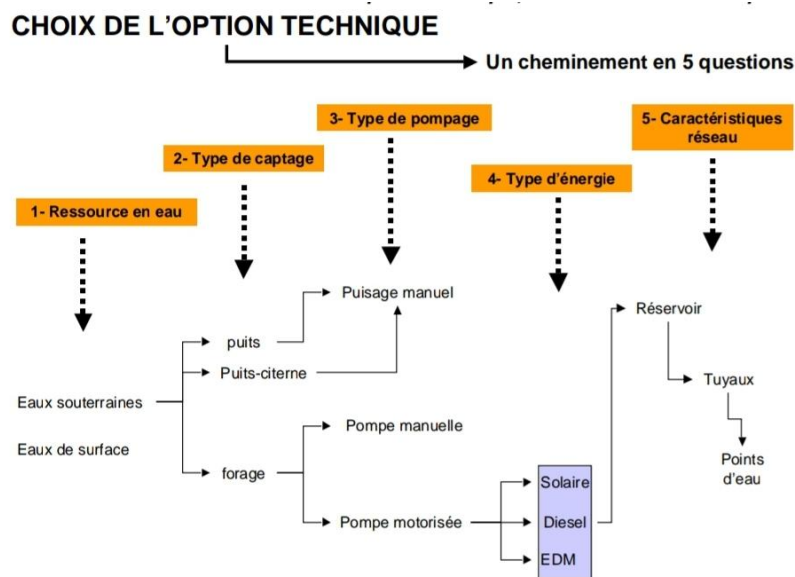 CHOIX DE L'OPTION TECHNIQUE
Un cheminement en 5 questions
3- Type de pompage
5- Caractéristiques
réseau
2- Type de captage
4- Type d'énergie
1- Ressource en eau
Puisage manuel
Réservoir
puits
Puits-citerne
Tuyaux
Eaux souterraines
Pompe manuelle
Eaux de surface
Points
d'eau
forage
Solaire
Pompe motorisée
Diesel
EDM